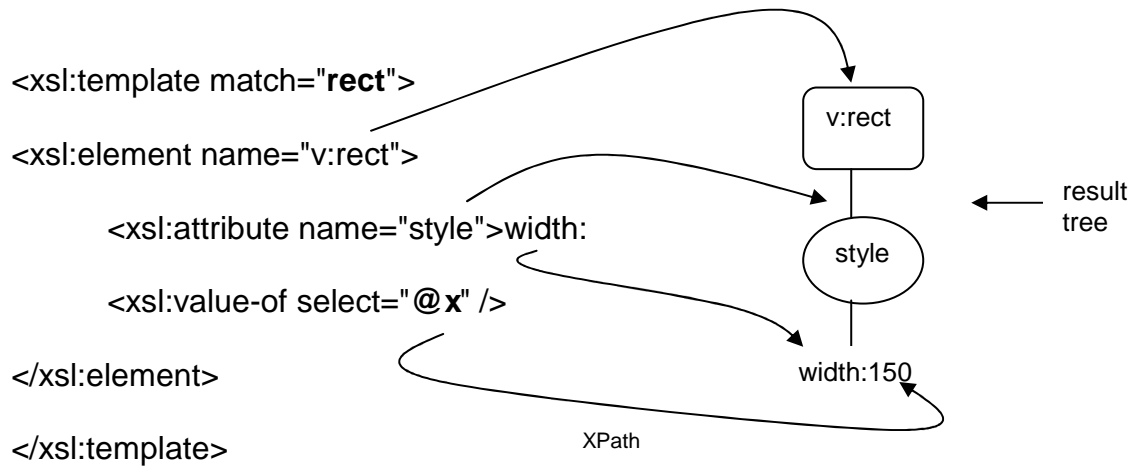 <xsl:template match="rect">
<xsl:element name="v:rect">
<xsl:attribute name="style">width:
<xsl:value-of select="@x" />
</xsl:element>
</xsl:template>
v:rect
style
width:150
result
tree
XPath